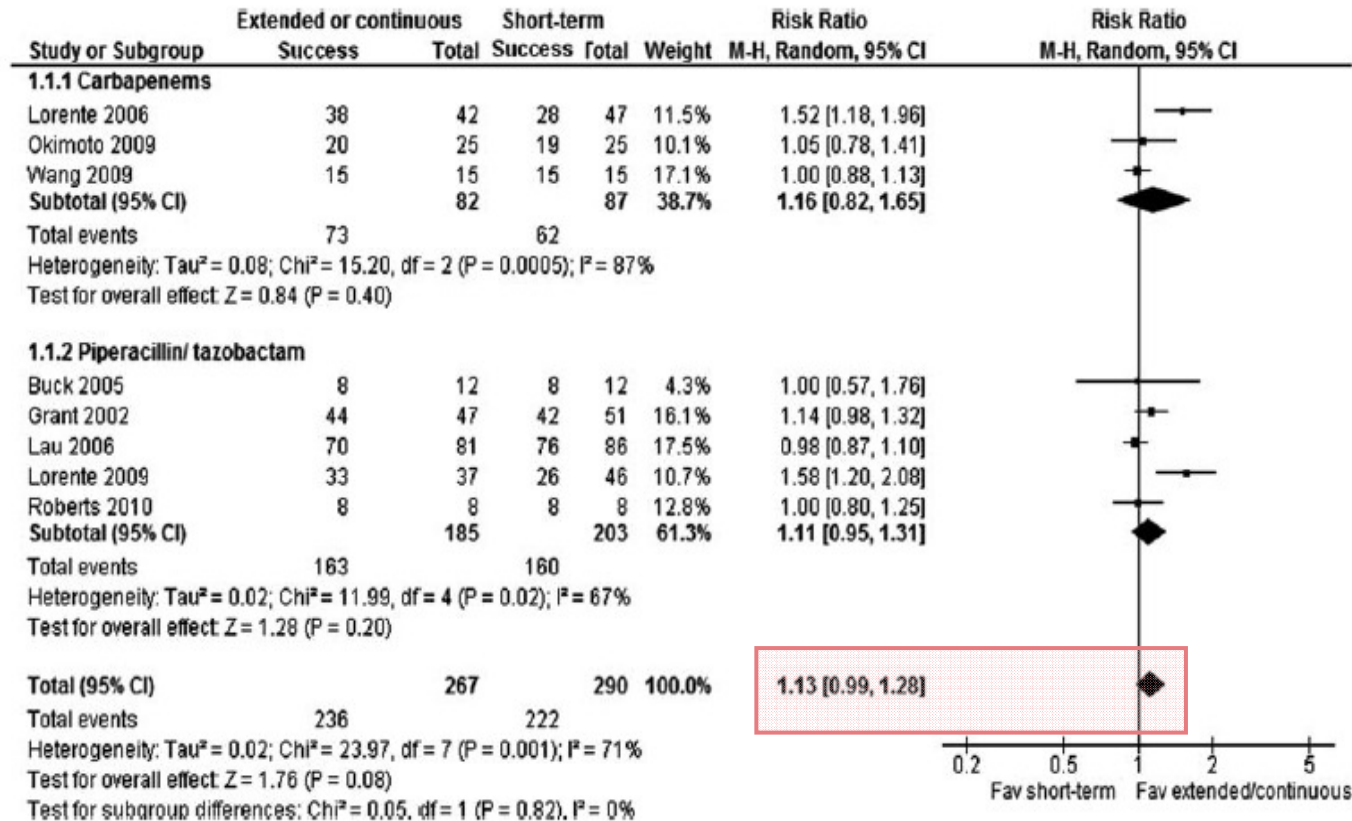 Extended or continuous Short-term Risk Ratio Risk Ratio
Study or Subgroup Success Total Success Total Weight M-H, Random, 95% CI M-H, Random, 95% CI
1.1.1 Carbapenems
Lorente 2006 38 42 28 47 11.5% 1.52 [1.18, 1.96]
Okimoto 2009 20 25 19 25 10.1% 1.05 [0.78, 1.41]
Wang 2009 15 15 15 15 17.1% 1.00 [0.88, 1.13]
Subtotal (95% CI) 82 87 38.7% 1.16 [0.82, 1.65]
Total events 73 62
Heterogeneity: Tau² = 0.08; Chi² = 15.20, df = 2 (P = 0.0005); I² = 87%
Test for overall effect: Z = 0.84 (P = 0.40)
1.1.2 Piperacillin/ tazobactam
Buck 2005 8 12 8 12 4.3% 1.00 [0.57, 1.76]
Grant 2002 44 47 42 51 16.1% 1.14 [0.98, 1.32]
Lau 2006 70 81 76 86 17.5% 0.98 [0.87, 1.10]
Lorente 2009 33 37 26 46 10.7% 1.58 [1.20, 2.08]
Roberts 2010 8 8 8 8 12.8% 1.00 [0.80, 1.25]
Subtotal (95% CI) 185 203 61.3% 1.11 [0.95, 1.31]
Total events 163 160
Heterogeneity: Tau² = 0.02; Chi² = 11.99, df = 4 (P = 0.02); I² = 67%
Test for overall effect: Z = 1.28 (P = 0.20)
Total (95% CI) 267 290 100.0% 1.13 [0.99, 1.28]
Total events 236 222
Heterogeneity: Tau² = 0.02; Chi² = 23.97, df = 7 (P = 0.001); I² = 71%
Test for overall effect: Z = 1.76 (P = 0.08)
Test for subgroup differences: Chi² = 0.05, df = 1 (P = 0.82), I² = 0%
0.2 0.5 1 2 5
Fav short-term Fav extended/continuous